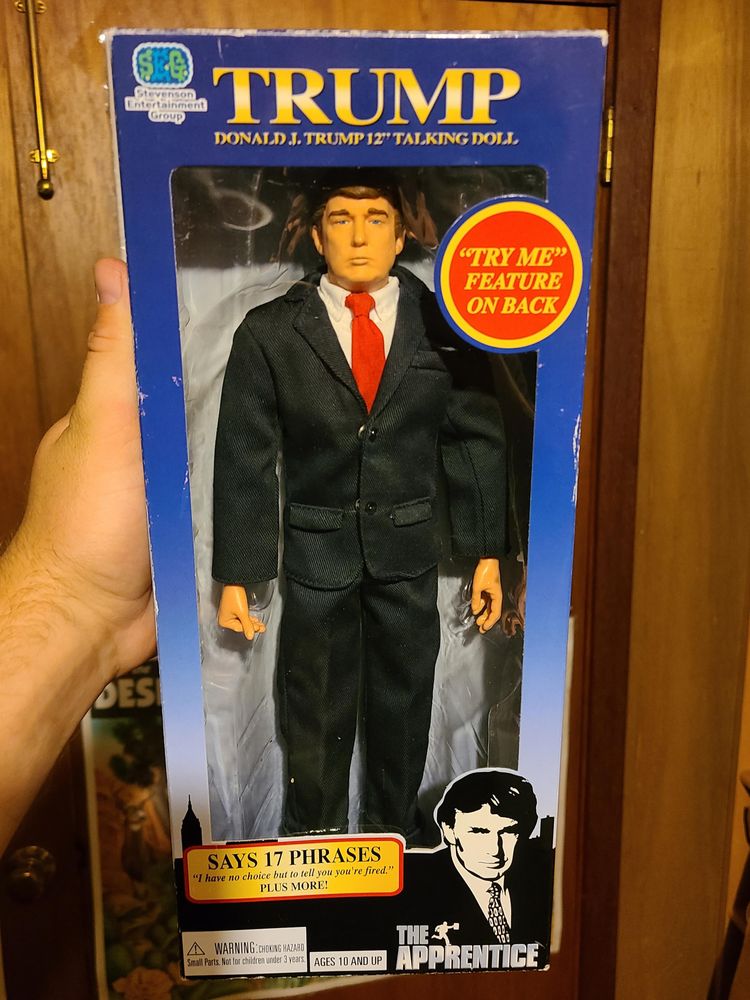 SEG
Stevenson
Entertainment
Group
TRUMP
DONALD J. TRUMP 12" TALKING DOLL
"TRY ME"
FEATURE
ON BACK
DESI
SAYS 17 PHRASES
"I have no choice but to tell you you're fired."
PLUS MORE!
WARNING: CHOKING HAZARD
Small Parts. Not for children under 3 years.
AGES 10 AND UP
THE
APPRENTICE